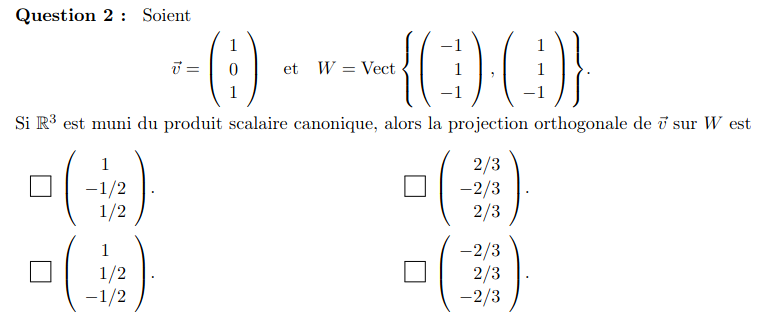 Question 2 : Soient
$\vec{v} = \begin{pmatrix} 1 \\ 0 \\ 1 \end{pmatrix}$ et $W = \text{Vect} \left\{ \begin{pmatrix} -1 \\ 1 \\ -1 \end{pmatrix}, \begin{pmatrix} 1 \\ 1 \\ -1 \end{pmatrix} \right\}.$
Si $\mathbb{R}^3$ est muni du produit scalaire canonique, alors la projection orthogonale de $\vec{v}$ sur $W$ est
☐ $\begin{pmatrix} 1 \\ -1/2 \\ 1/2 \end{pmatrix}.$ ☐ $\begin{pmatrix} 2/3 \\ -2/3 \\ 2/3 \end{pmatrix}.$
☐ $\begin{pmatrix} 1 \\ 1/2 \\ -1/2 \end{pmatrix}.$ ☐ $\begin{pmatrix} -2/3 \\ 2/3 \\ -2/3 \end{pmatrix}.$